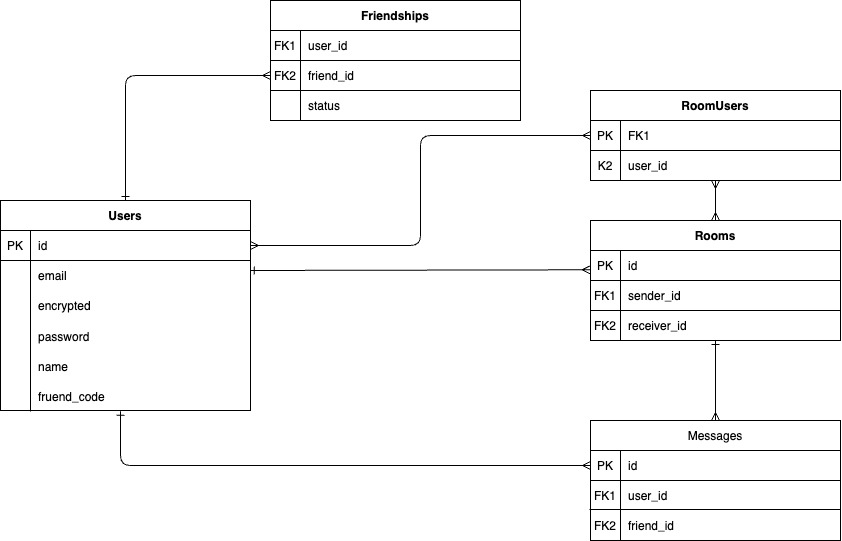 Friendships
FK1 user_id
FK2 friend_id
status
RoomUsers
PK FK1
K2 user_id
Users
PK id
email
encrypted
password
name
fruend_code
Rooms
PK id
FK1 sender_id
FK2 receiver_id
Messages
PK id
FK1 user_id
FK2 friend_id